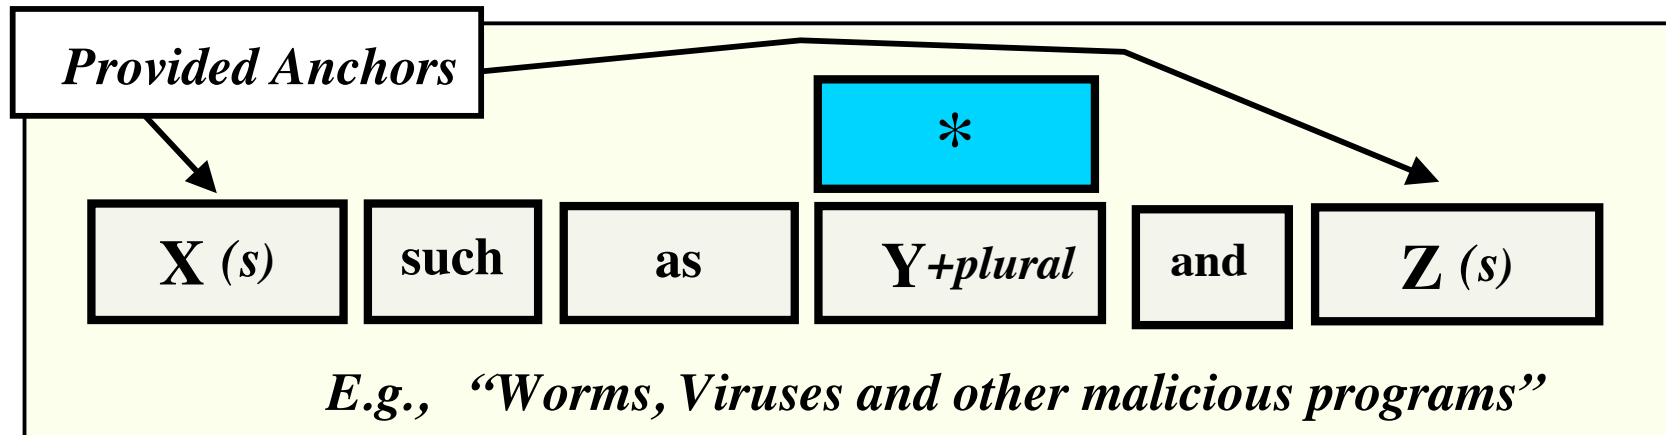 Provided Anchors
*
X (s) such as Y+plural and Z (s)
E.g., “Worms, Viruses and other malicious programs”